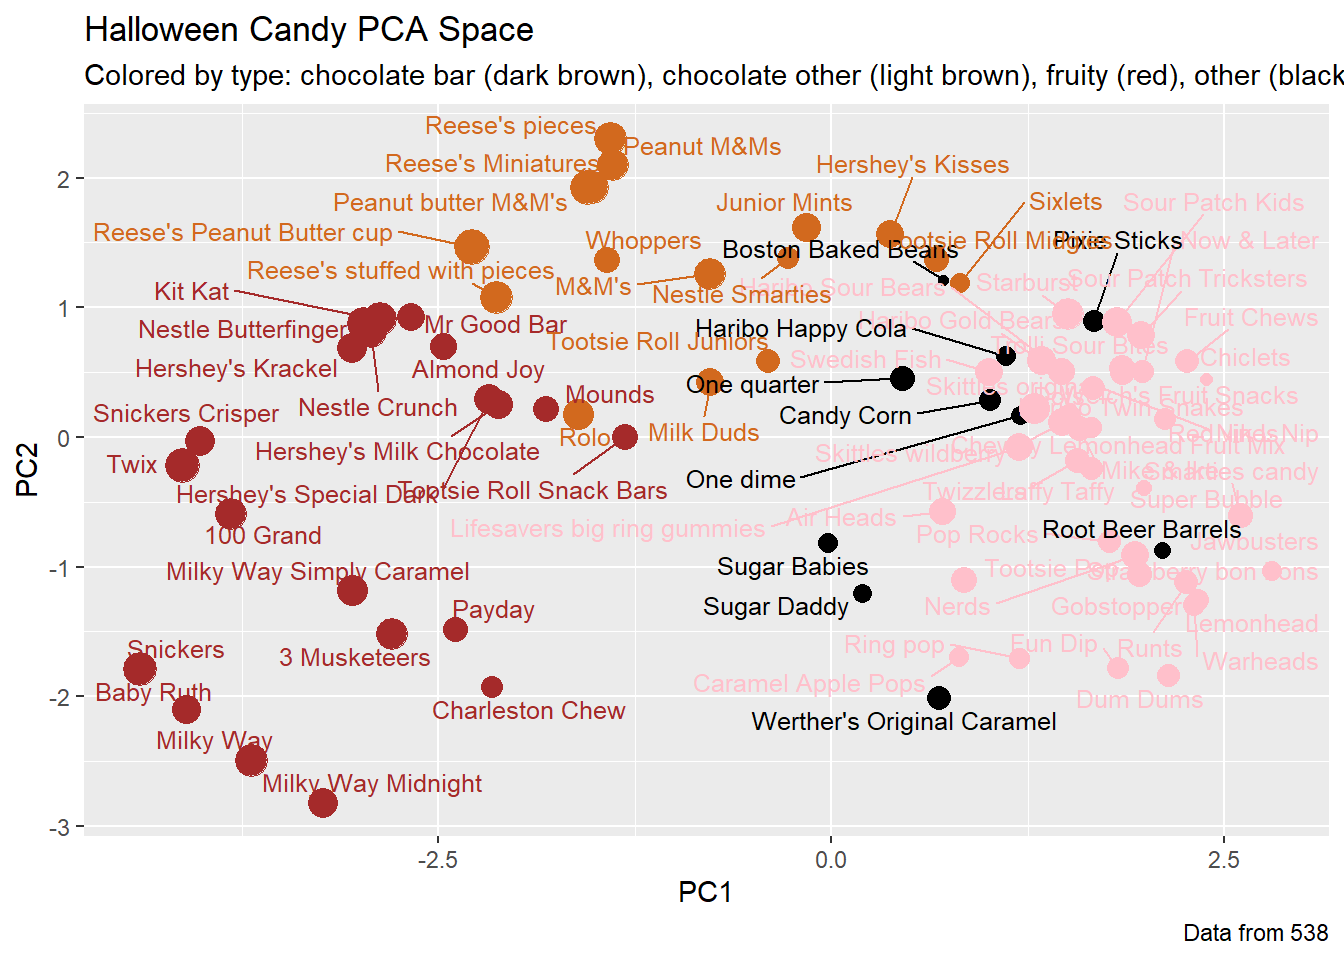 Halloween Candy PCA Space
Colored by type: chocolate bar (dark brown), chocolate other (light brown), fruity (red), other (black
Reese's pieces
Peanut M&Ms
Reese's Miniatures
Hershey's Kisses
Peanut butter M&M's
Junior Mints
Sixlets
Sour Patch Kids
Reese's Peanut Butter cup
Whoppers
Boston Baked Beans
Tootsie Roll Midgies
Pixie Sticks
Now & Later
Reese's stuffed with pieces
M&M's
Nestle Smarties
Haribo Sour Bears
Starburst
Sour Patch Tricksters
Kit Kat
Nestle Butterfinger
Mr Good Bar
Haribo Happy Cola
Haribo Gold Bears
Fruit Chews
Hershey's Krackel
Almond Joy
Tootsie Roll Juniors
Swedish Fish
Trolli Sour Bites
Chiclets
Nestle Crunch
Mounds
One quarter
Skittles original
Welch's Fruit Snacks
Snickers Crisper
Candy Corn
Haribo Twin Snakes
Hershey's Milk Chocolate
Rolo
Milk Duds
Skittles wildberry
Chewey Lemonhead Fruit Mix
Nik L Nip
Twix
Hershey's Special Dark
Tootsie Roll Snack Bars
One dime
Mike & Ike
Smarties candy
Twizzlers
Laffy Taffy
Super Bubble
100 Grand
Lifesavers big ring gummies
Air Heads
Pop Rocks
Root Beer Barrels
Jawbusters
Milky Way Simply Caramel
Sugar Babies
Tootsie Pop
Strawberry bon bons
Payday
Sugar Daddy
Nerds
Gobstopper
Lemonhead
Snickers
3 Musketeers
Ring pop
Fun Dip
Runts
Warheads
Baby Ruth
Charleston Chew
Caramel Apple Pops
Dum Dums
Milky Way
Werther's Original Caramel
Milky Way Midnight
2
1
0
-1
-2
-3
PC2
-2.5
0.0
2.5
PC1
Data from 538